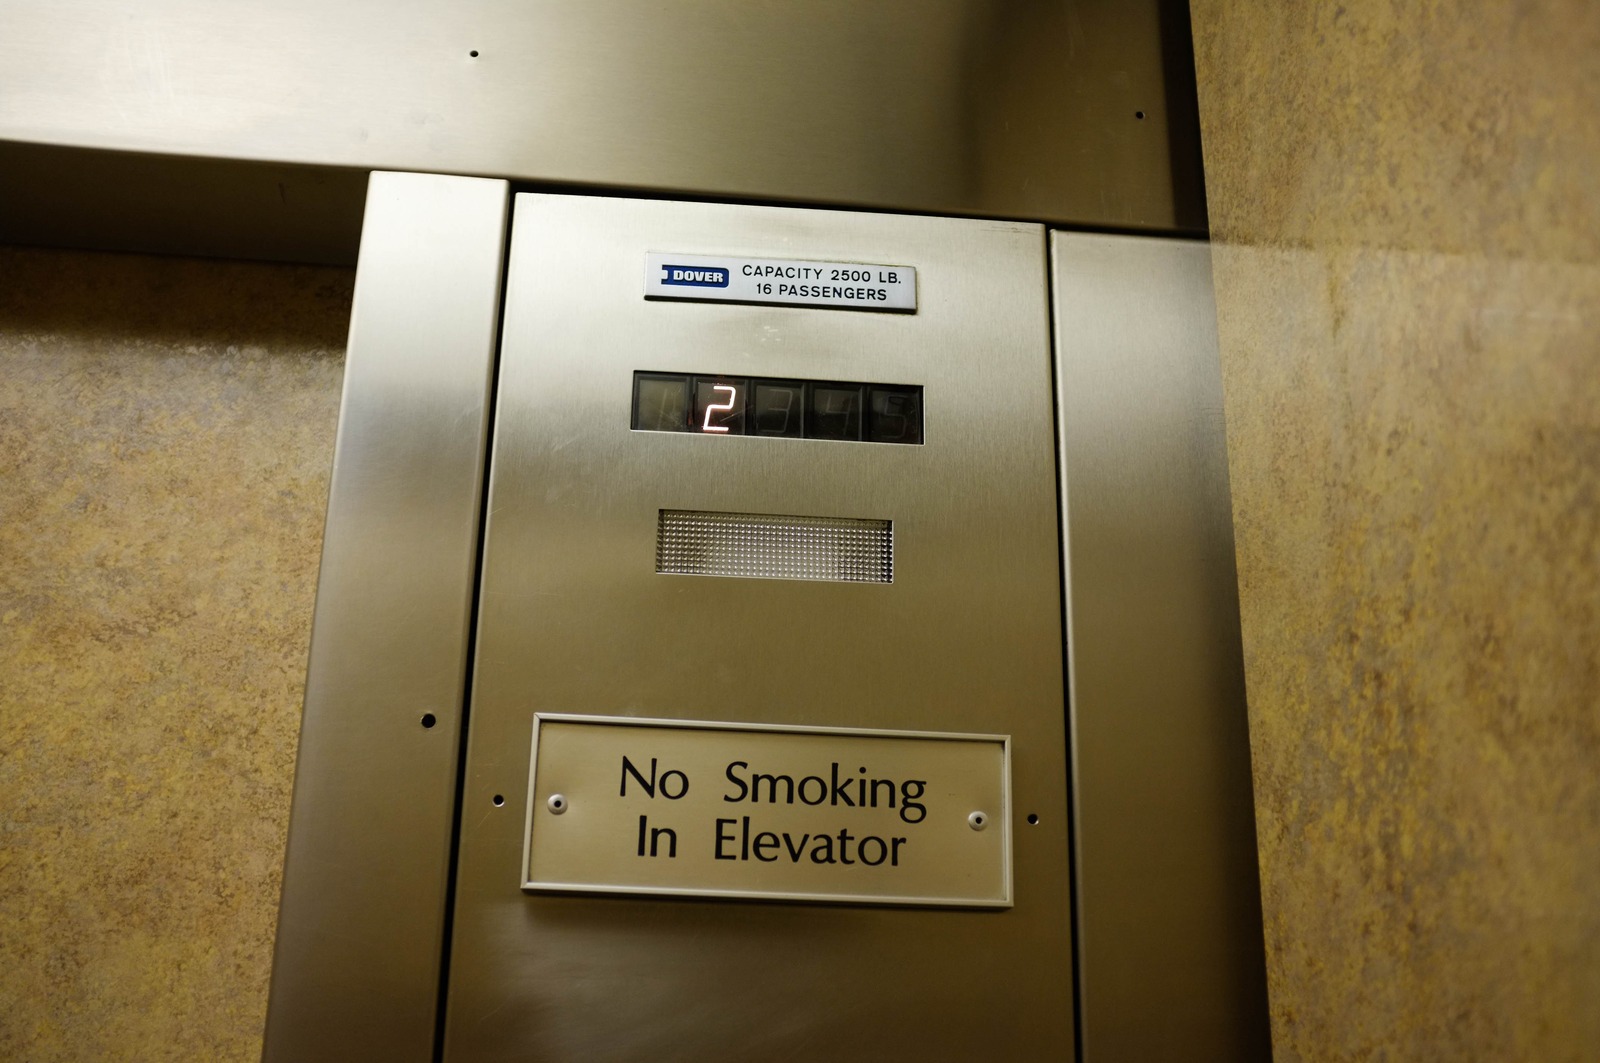 DOVER CAPACITY 2500 LB.
16 PASSENGERS
1 2 3 4 5
No Smoking
In Elevator